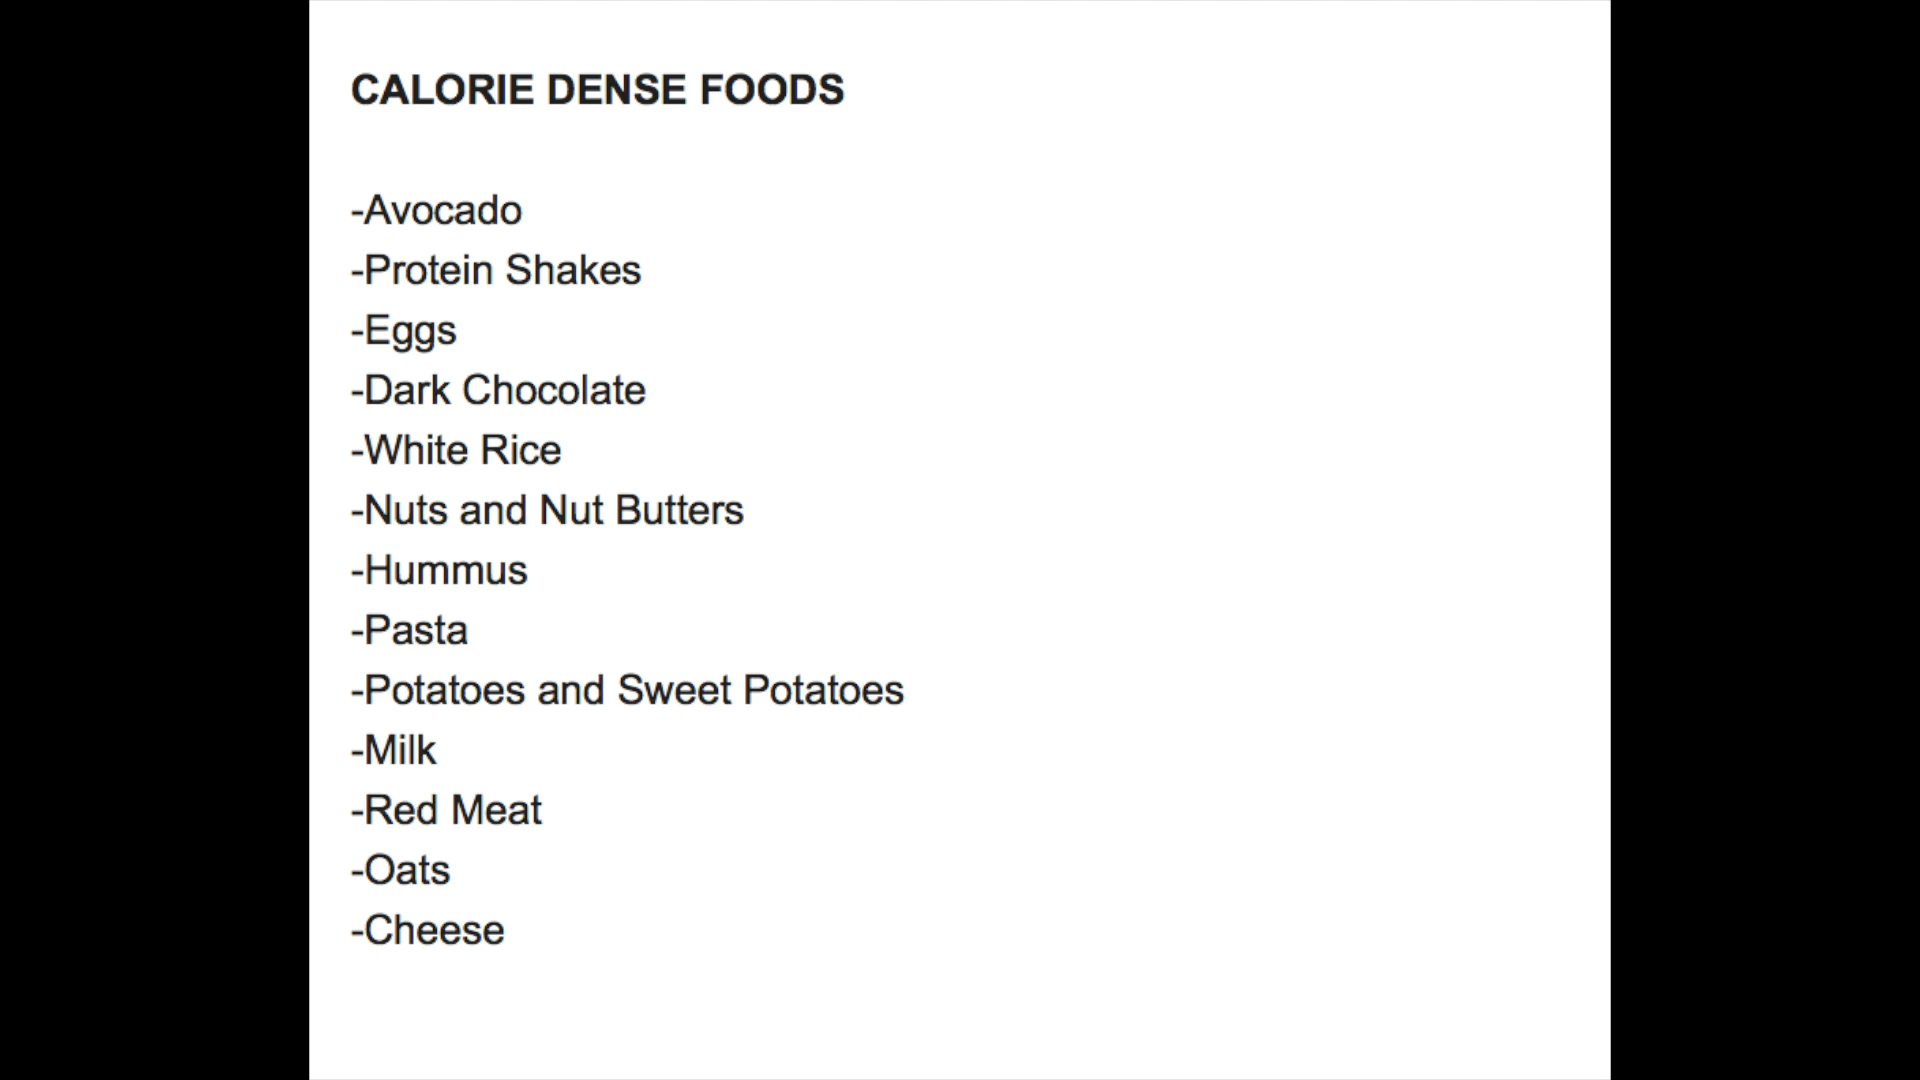 CALORIE DENSE FOODS
-Avocado
-Protein Shakes
-Eggs
-Dark Chocolate
-White Rice
-Nuts and Nut Butters
-Hummus
-Pasta
-Potatoes and Sweet Potatoes
-Milk
-Red Meat
-Oats
-Cheese